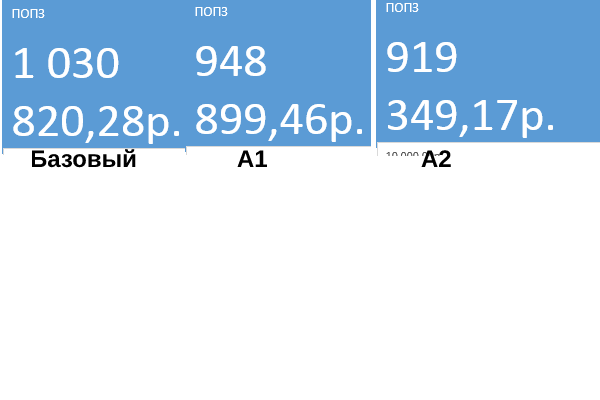 ПОПЗ
1 030
820,28р.
Базовый
ПОПЗ
948
899,46р.
А1
ПОПЗ
919
349,17р.
А2